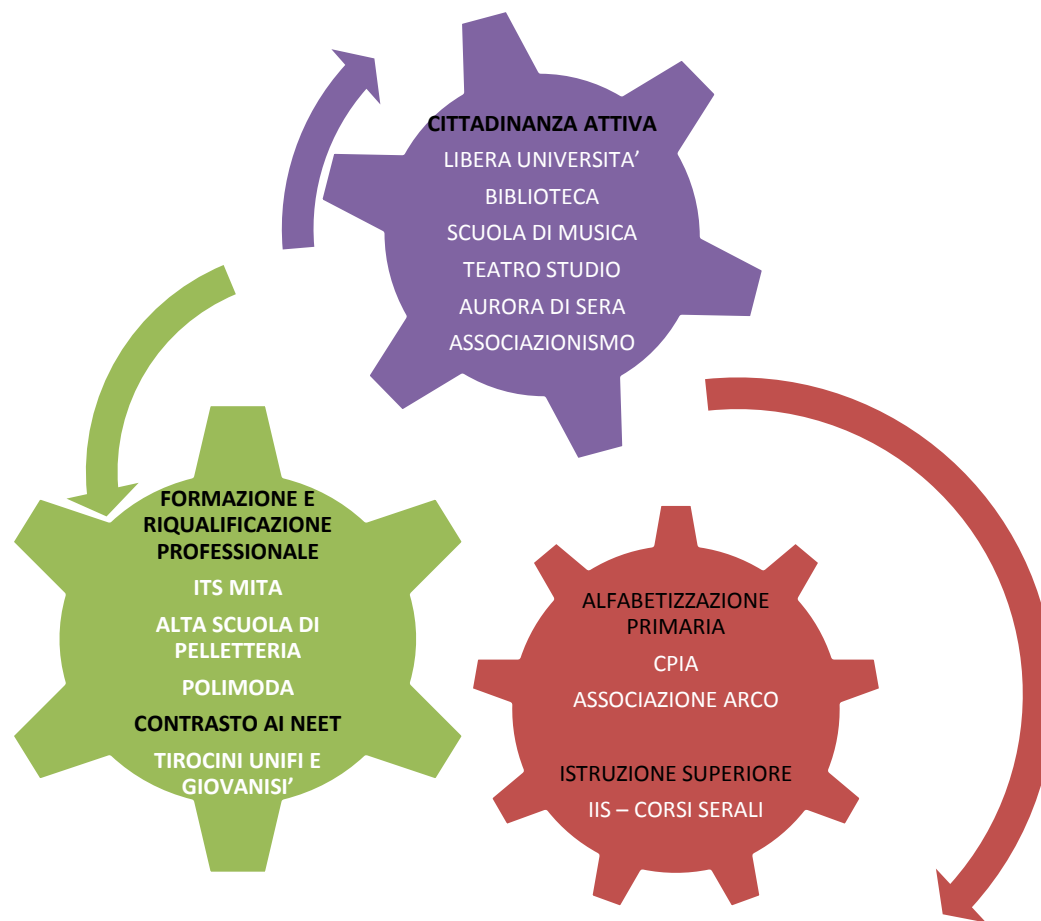 CITTADINANZA ATTIVA
LIBERA UNIVERSITA’
BIBLIOTECA
SCUOLA DI MUSICA
TEATRO STUDIO
AURORA DI SERA
ASSOCIAZIONISMO
FORMAZIONE E
RIQUALIFICAZIONE
PROFESSIONALE
ITS MITA
ALTA SCUOLA DI
PELLETTERIA
POLIMODA
CONTRASTO AI NEET
TIROCINI UNIFI E
GIOVANISI’
ALFABETIZZAZIONE
PRIMARIA
CPIA
ASSOCIAZIONE ARCO
ISTRUZIONE SUPERIORE
IIS – CORSI SERALI